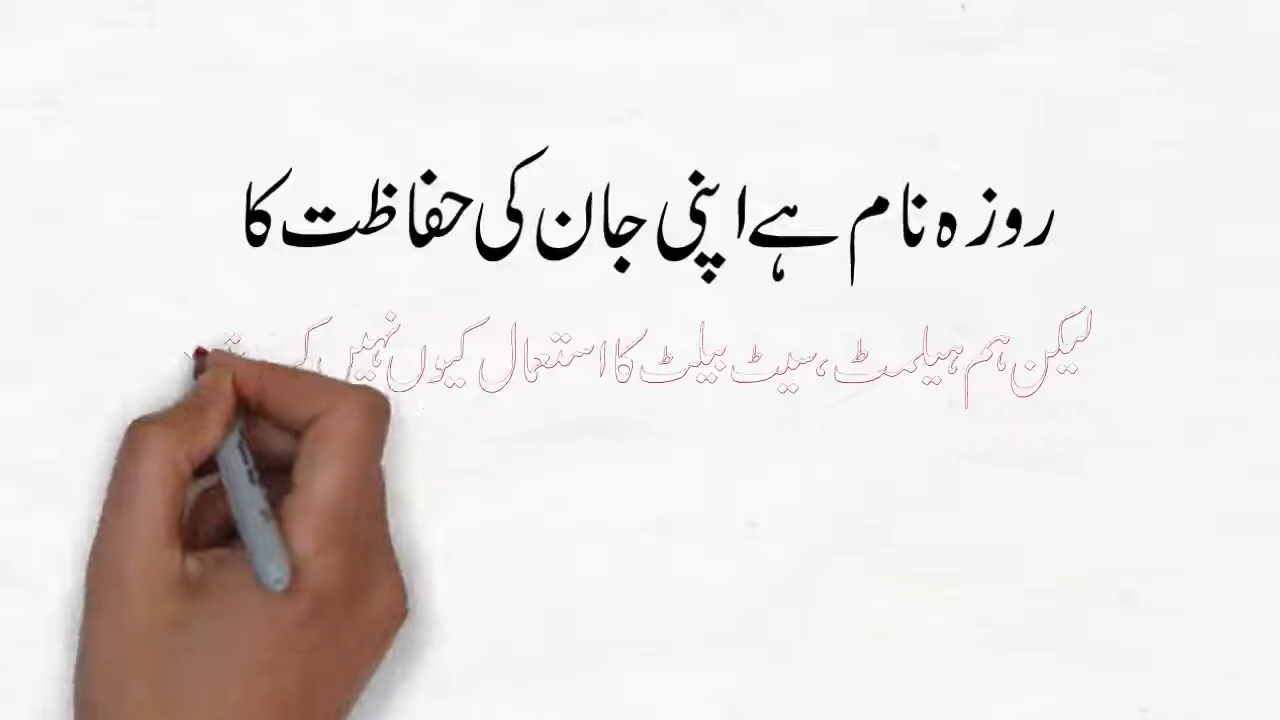 روزہ نام ہے اپنی جان کی حفاظت کا
لیکن ہم ہیلمٹ، سیٹ بیلٹ کا استعمال کیوں نہیں